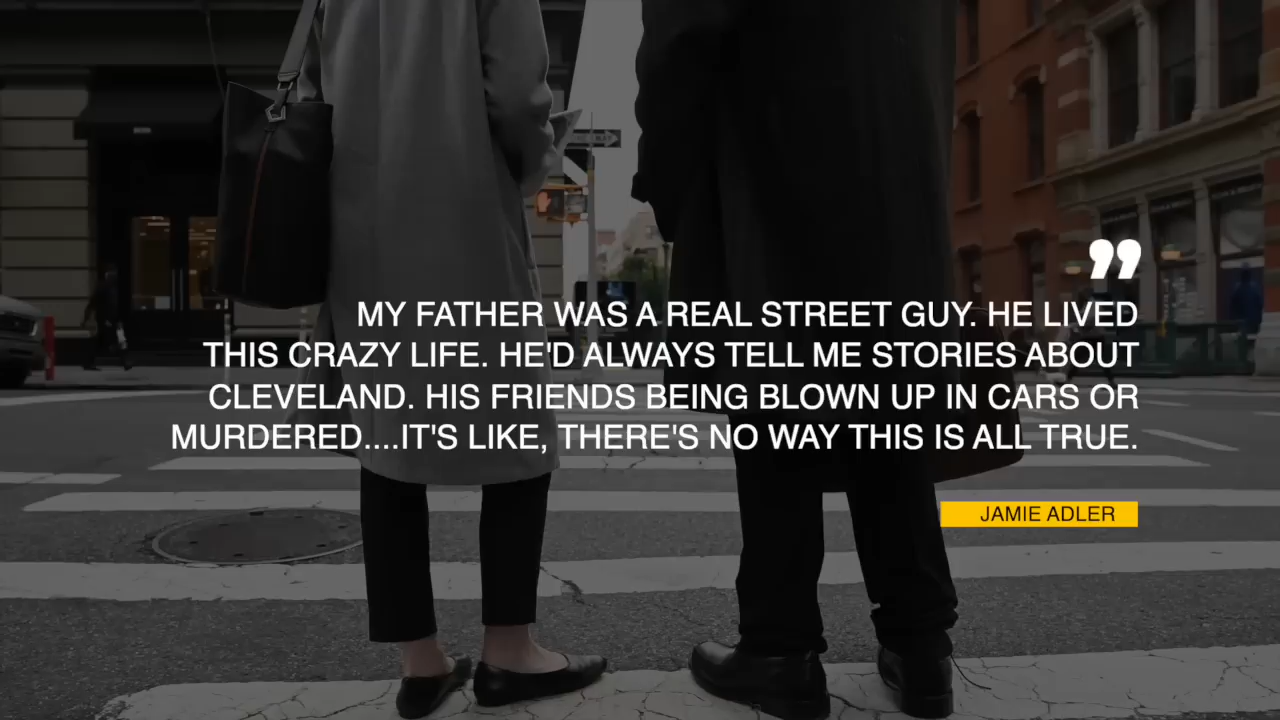 ”
MY FATHER WAS A REAL STREET GUY. HE LIVED
THIS CRAZY LIFE. HE'D ALWAYS TELL ME STORIES ABOUT
CLEVELAND. HIS FRIENDS BEING BLOWN UP IN CARS OR
MURDERED....IT'S LIKE, THERE'S NO WAY THIS IS ALL TRUE.
JAMIE ADLER